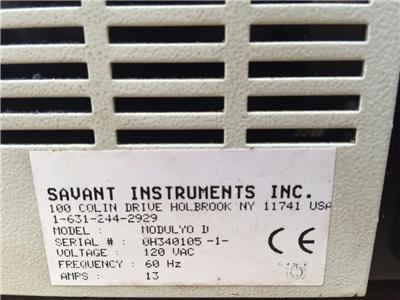 SAVANT INSTRUMENTS INC.
100 COLIN DRIVE HOLBROOK NY 11741 USA
1-631-244-2929
MODEL : MODULYO D
SERIAL # : 0H340105 -1-
VOLTAGE : 120 VAC
FREQUENCY : 60 Hz
AMPS : 13
CE